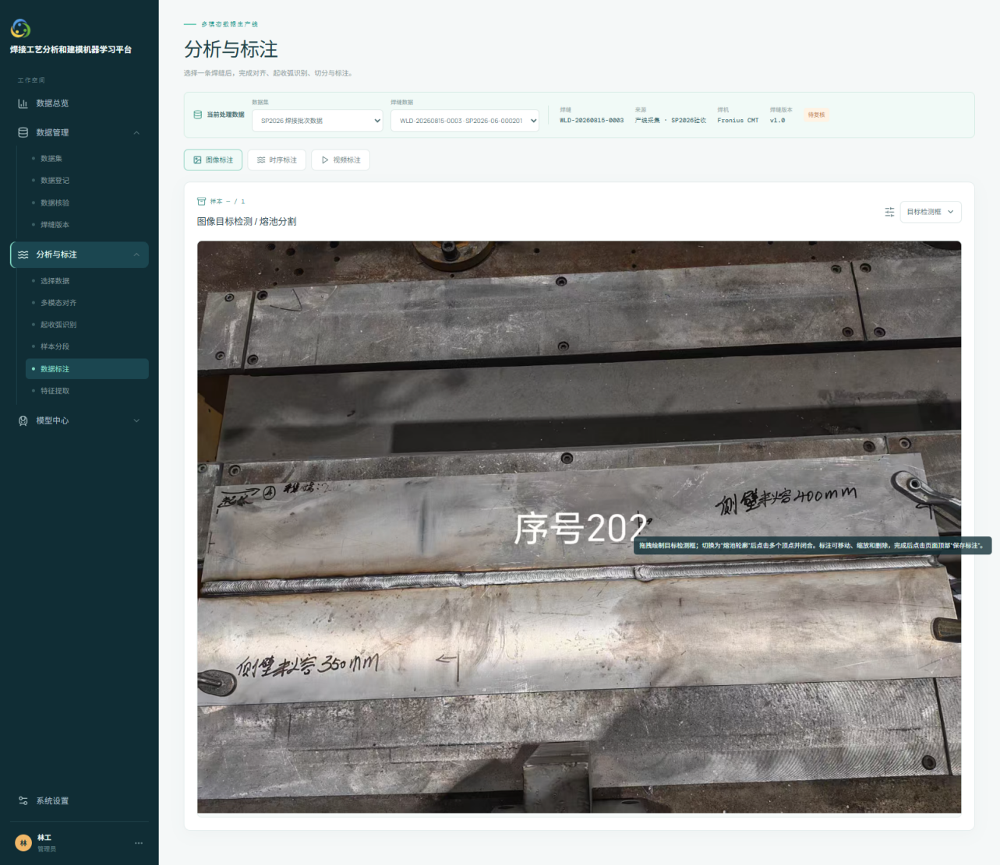 焊接工艺分析和建模机器学习平台
工作空间
数据总览
数据管理
数据集
数据登记
数据核验
焊缝版本
分析与标注
选择数据
多模态对齐
起收弧识别
样本分段
数据标注
特征提取
模型中心
系统设置
林
林工
管理员
多模态数据生产线
分析与标注
选择一条焊缝后，完成对齐、起收弧识别、切分与标注。
当前处理数据
数据集
SP2026 焊接批次数据
焊缝数据
WLD-20260815-0003 ·SP2026-06-000201
焊缝
WLD-20260815-0003
来源
产线采集 · SP2026验收
焊机
Fronius CMT
焊缝版本
v1.0
待复核
图像标注
时序标注
视频标注
样本 — / 1
图像目标检测 / 熔池分割
目标检测框
侧壁未熔400mm
序号202
拖拽绘制目标检测框；切换为"熔池轮廓"后点击多个顶点并闭合。标注可移动、缩放和删除，完成后点击页面顶部"保存标注"。
侧壁未熔350mm